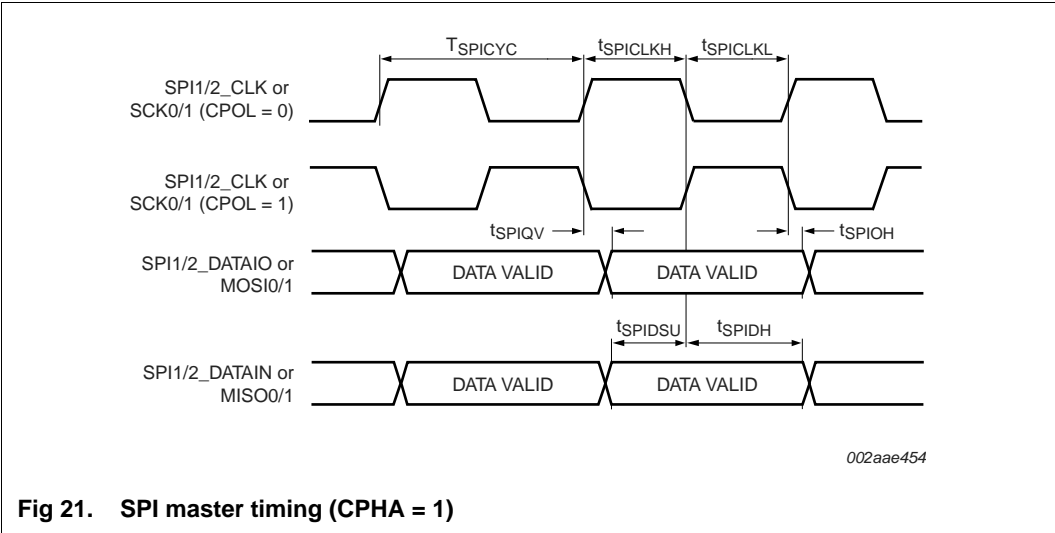 TSPICYC tSPICLKH tSPICLKL
SPI1/2_CLK or
SCK0/1 (CPOL = 0)
SPI1/2_CLK or
SCK0/1 (CPOL = 1)
tSPIQV tSPIOH
SPI1/2_DATAIO or
MOSI0/1
DATA VALID DATA VALID
tSPIDSU tSPIDH
SPI1/2_DATAIN or
MISO0/1
DATA VALID DATA VALID
002aae454
Fig 21. SPI master timing (CPHA = 1)